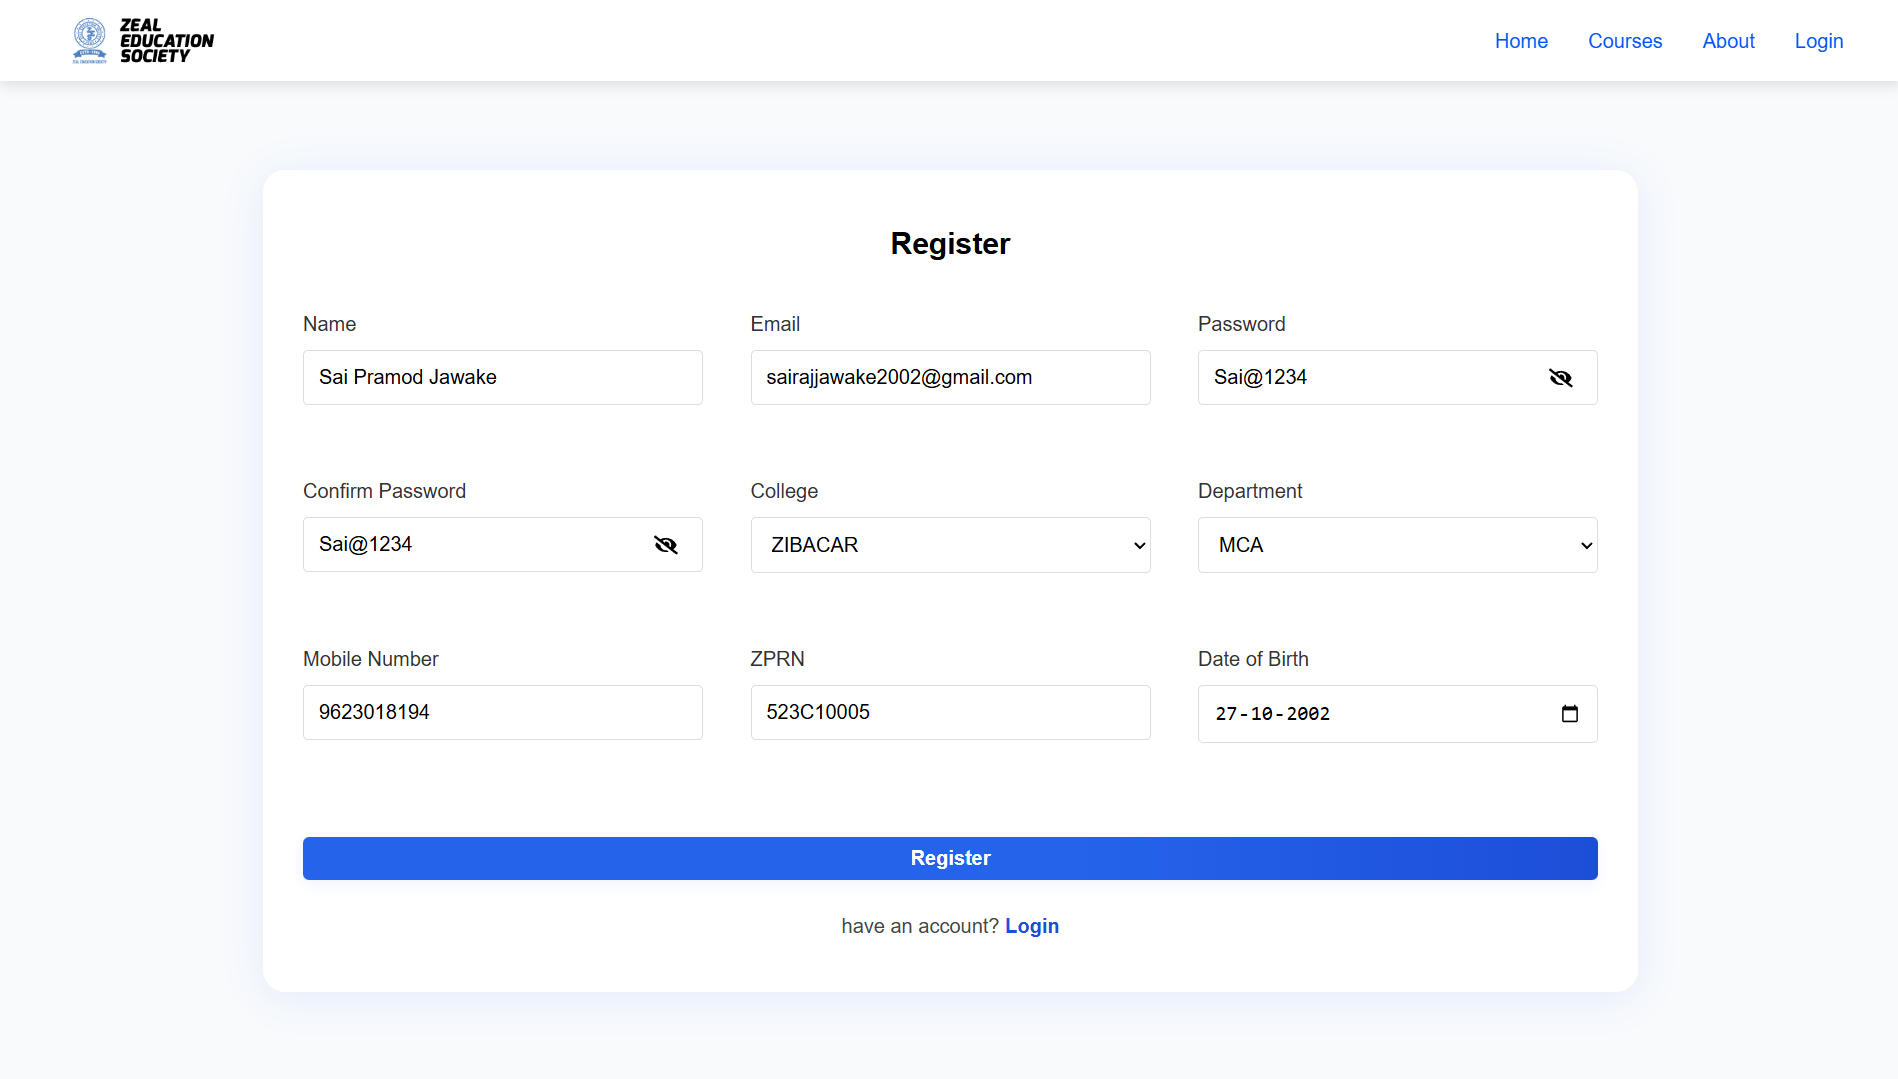 ZEAL
EDUCATION
SOCIETY
Home Courses About Login
Register
Name Email Password
Sai Pramod Jawake sairajjawake2002@gmail.com Sai@1234
Confirm Password College Department
Sai@1234 ZIBACAR MCA
Mobile Number ZPRN Date of Birth
9623018194 523C10005 27-10-2002
Register
have an account? Login